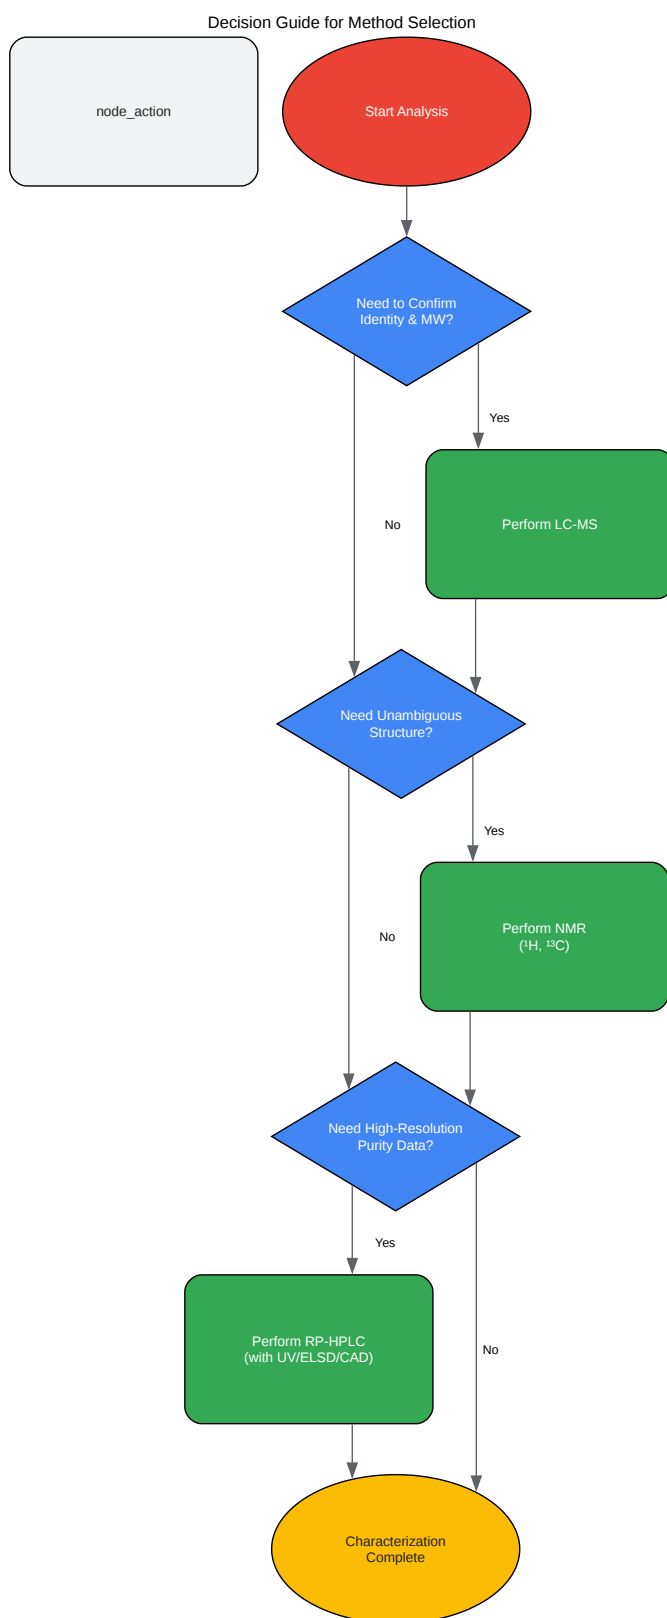 Decision Guide for Method Selection
node_action
Start Analysis
Need to Confirm
Identity & MW?
Yes
No
Perform LC-MS
Need Unambiguous
Structure?
Yes
No
Perform NMR
(¹H, ¹³C)
Need High-Resolution
Purity Data?
Yes
Perform RP-HPLC
(with UV/ELSD/CAD)
No
Characterization
Complete